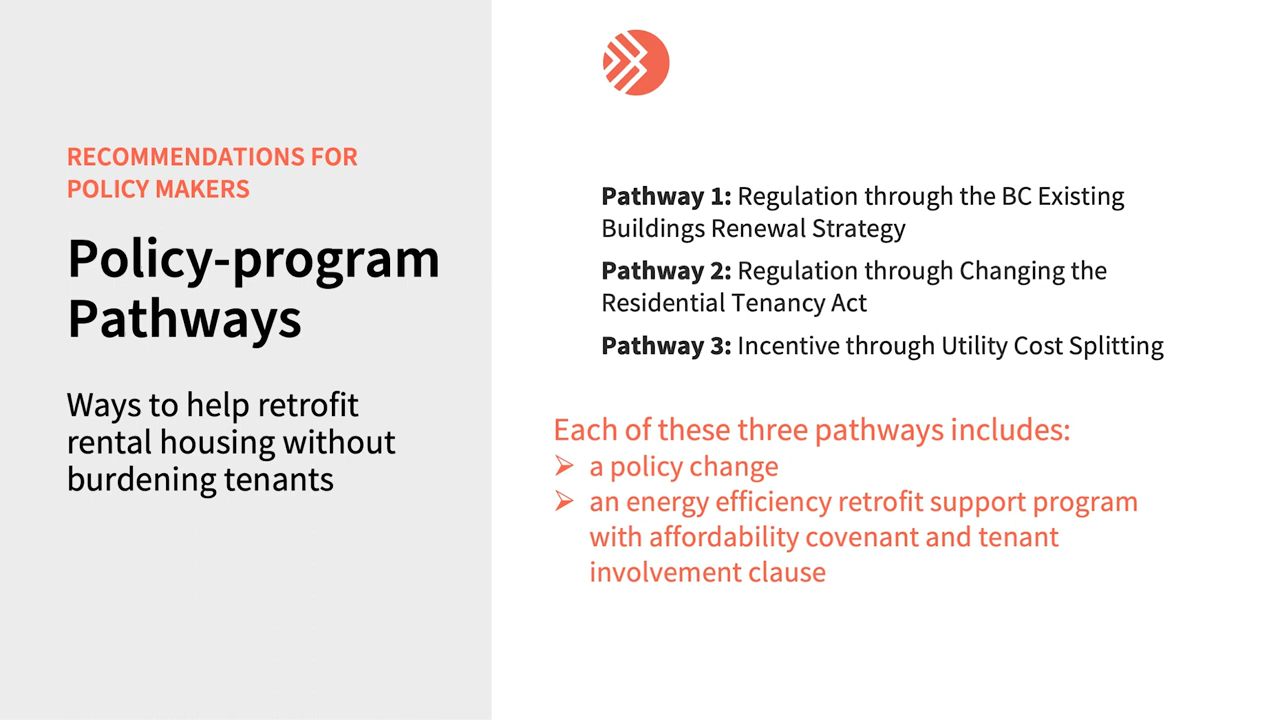 RECOMMENDATIONS FOR
POLICY MAKERS
Policy-program
Pathways
Ways to help retrofit
rental housing without
burdening tenants
Pathway 1: Regulation through the BC Existing
Buildings Renewal Strategy
Pathway 2: Regulation through Changing the
Residential Tenancy Act
Pathway 3: Incentive through Utility Cost Splitting
Each of these three pathways includes:
➢ a policy change
➢ an energy efficiency retrofit support program
with affordability covenant and tenant
involvement clause